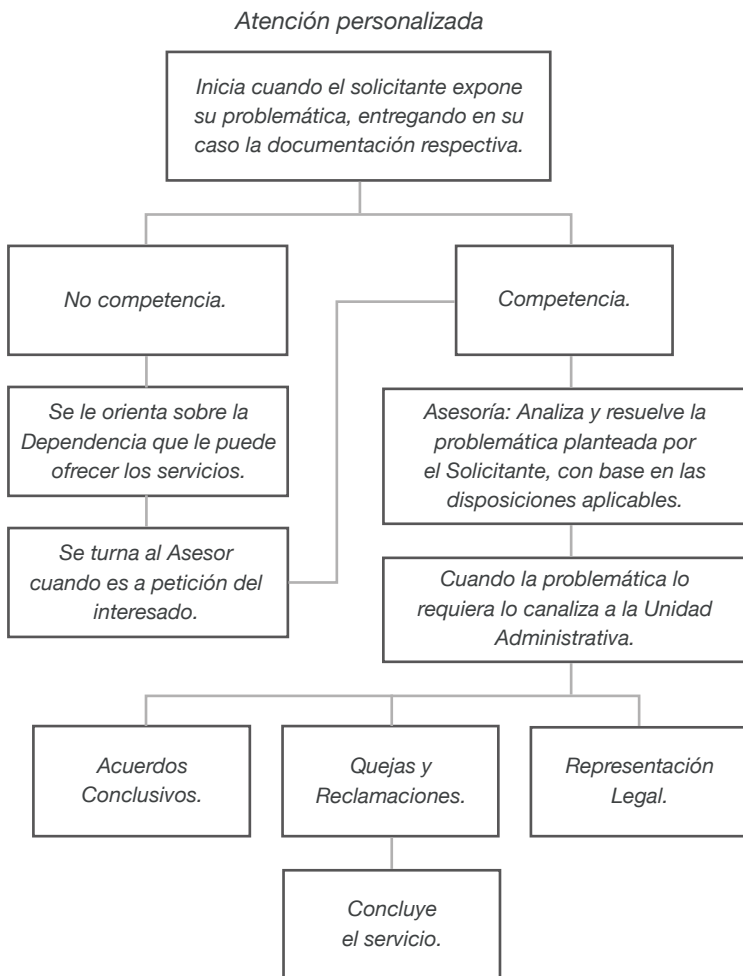 Atención personalizada
Inicia cuando el solicitante expone
su problemática, entregando en su
caso la documentación respectiva.
No competencia.
Competencia.
Se le orienta sobre la
Dependencia que le puede
ofrecer los servicios.
Asesoría: Analiza y resuelve la
problemática planteada por
el Solicitante, con base en las
disposiciones aplicables.
Se turna al Asesor
cuando es a petición del
interesado.
Cuando la problemática lo
requiera lo canaliza a la Unidad
Administrativa.
Acuerdos
Conclusivos.
Quejas y
Reclamaciones.
Representación
Legal.
Concluye
el servicio.